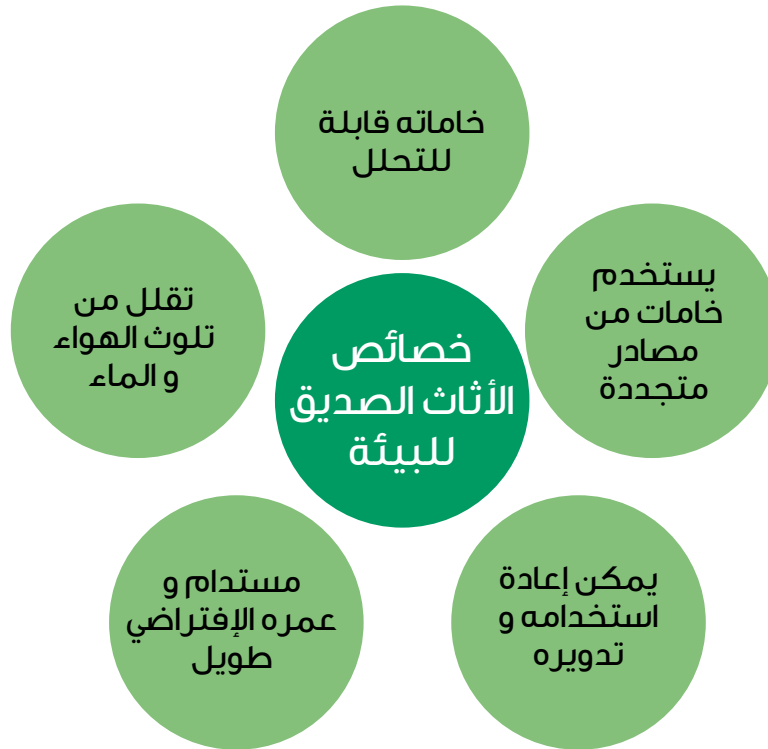 خاماته قابلة
للتحلل
يستخدم
خامات من
مصادر
متجددة
تقلل من
تلوث الهواء
و الماء
خصائص
الأثاث الصديق
للبيئة
يمكن إعادة
استخدامه و
تدويره
مستدام و
عمره الإفتراضي
طويل